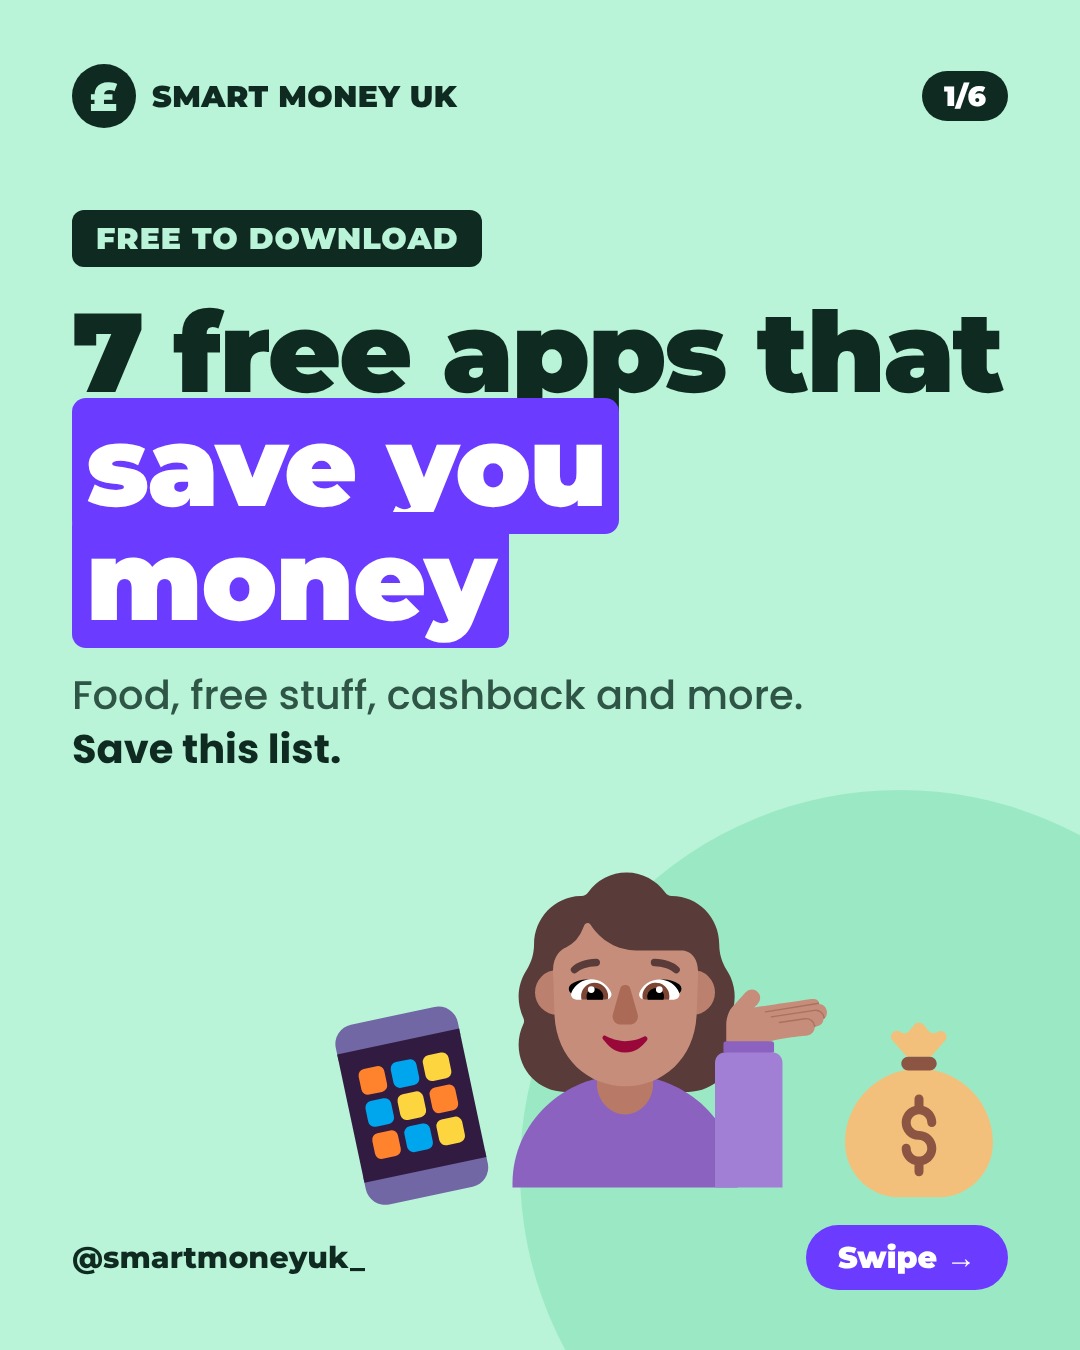 £ SMART MONEY UK
1/6
FREE TO DOWNLOAD
7 free apps that
save you
money
Food, free stuff, cashback and more.
Save this list.
$
@smartmoneyuk_
Swipe →